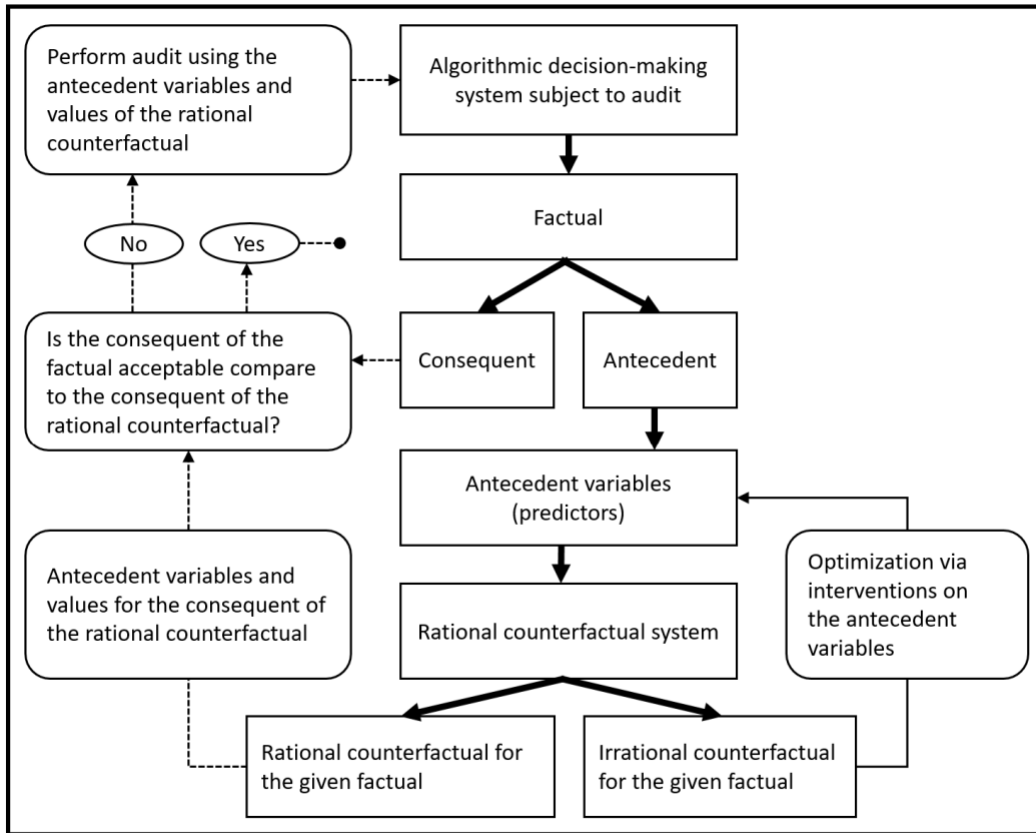 Perform audit using the
antecedent variables and
values of the rational
counterfactual
Algorithmic decision-making
system subject to audit
Factual
No
Yes
Is the consequent of the
factual acceptable compare
to the consequent of the
rational counterfactual?
Consequent
Antecedent
Antecedent variables
(predictors)
Antecedent variables and
values for the consequent of
the rational counterfactual
Rational counterfactual system
Optimization via
interventions on
the antecedent
variables
Rational counterfactual for
the given factual
Irrational counterfactual
for the given factual